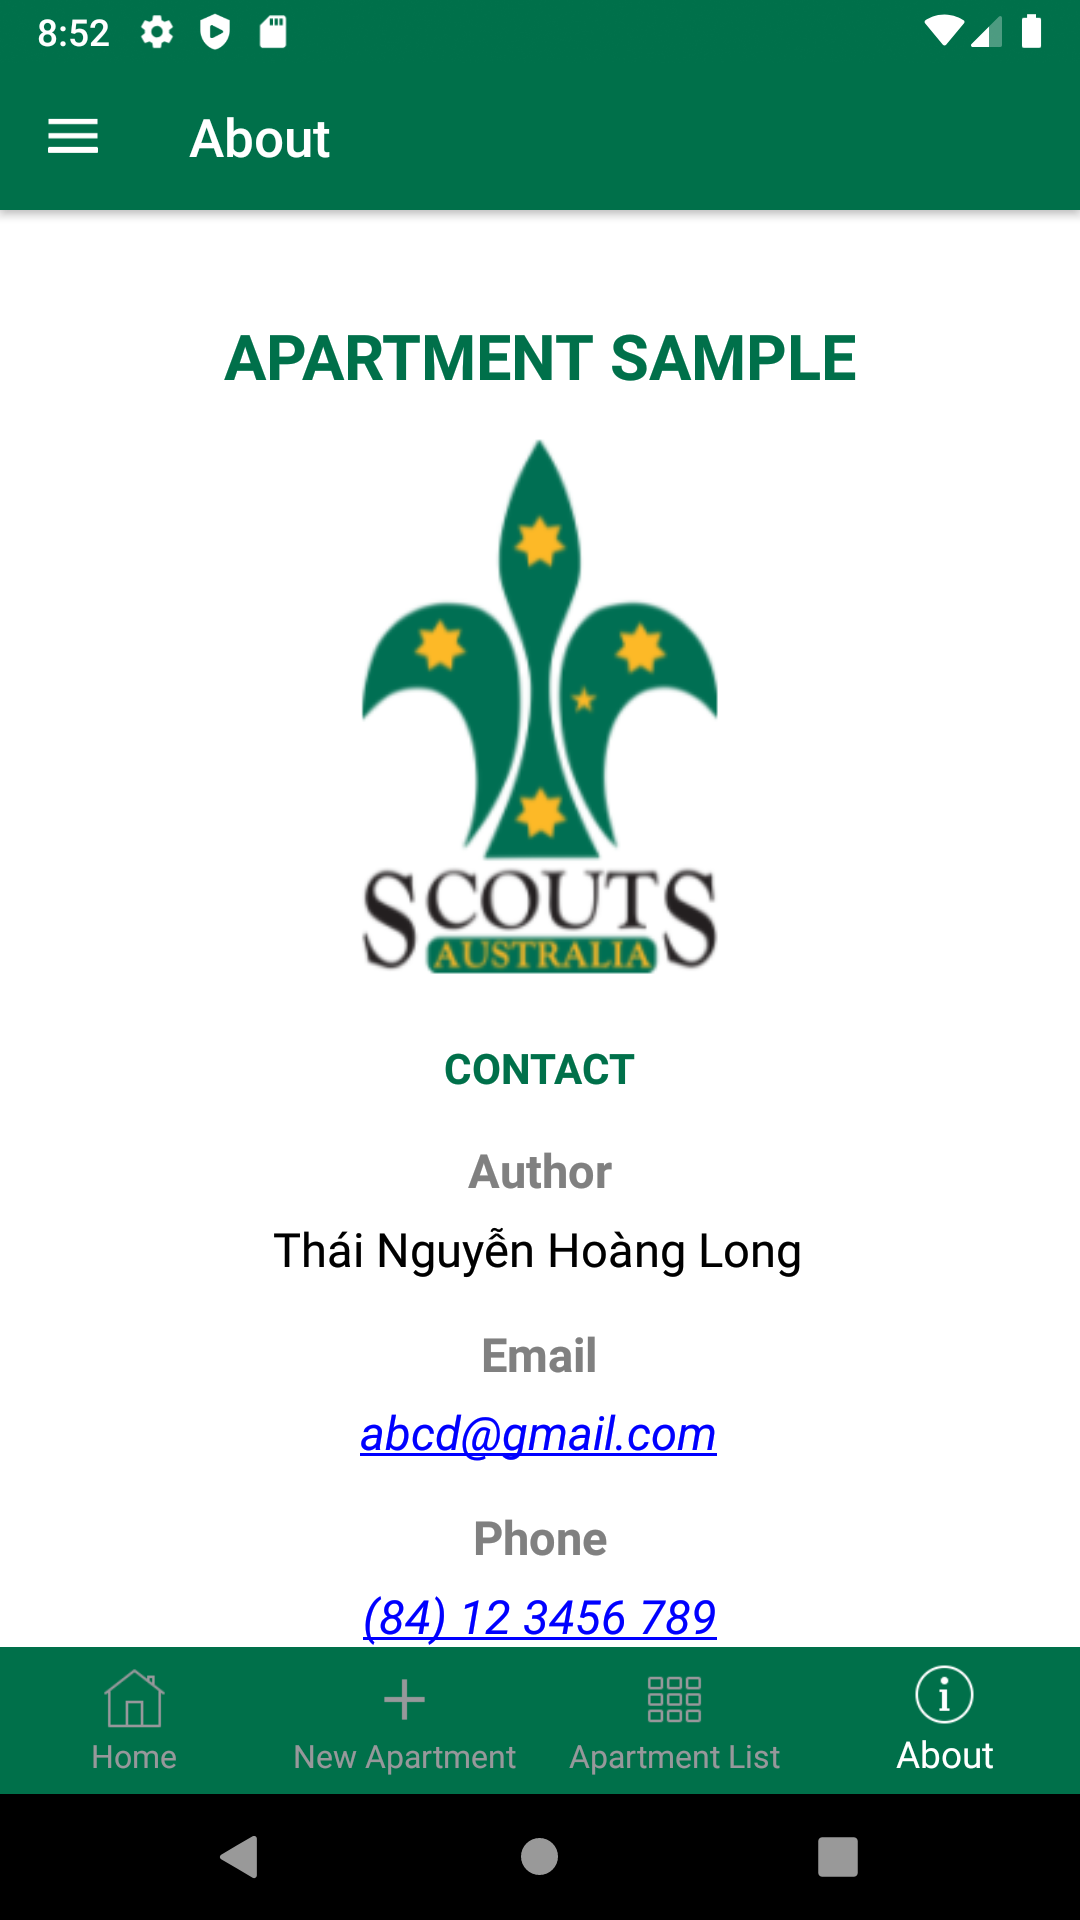 8:52
About
APARTMENT SAMPLE
SCOUTS
AUSTRALIA
CONTACT
Author
Thái Nguyễn Hoàng Long
Email
abcd@gmail.com
Phone
(84) 12 3456 789
Home
New Apartment
Apartment List
About